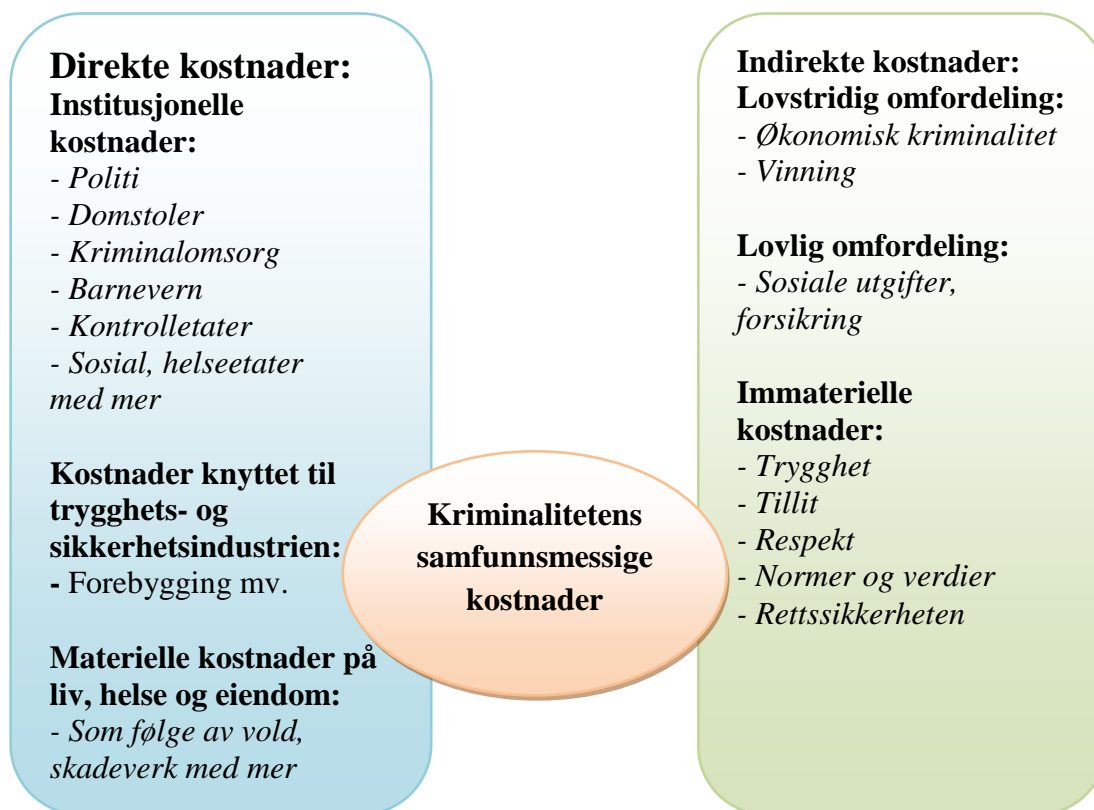 Direkte kostnader:
Institusjonelle
kostnader:
- Politi
- Domstoler
- Kriminalomsorg
- Barnevern
- Kontrolletater
- Sosial, helseetater
med mer
Kostnader knyttet til
trygghets- og
sikkerhetsindustrien:
- Forebygging mv.
Materielle kostnader på
liv, helse og eiendom:
- Som følge av vold,
skadeverk med mer
Kriminalitetens
samfunnsmessige
kostnader
Indirekte kostnader:
Lovstridig omfordeling:
- Økonomisk kriminalitet
- Vinning
Lovlig omfordeling:
- Sosiale utgifter,
forsikring
Immaterielle
kostnader:
- Trygghet
- Tillit
- Respekt
- Normer og verdier
- Rettssikkerheten